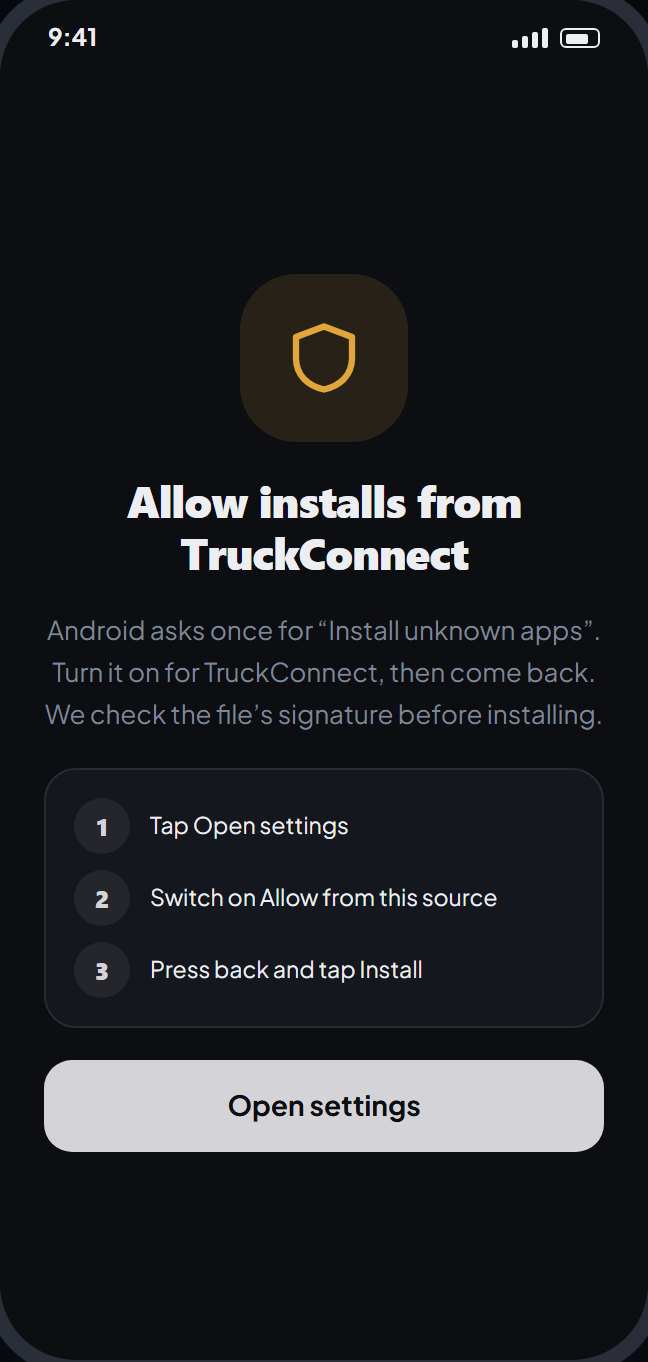 9:41
Allow installs from
TruckConnect
Android asks once for “Install unknown apps”.
Turn it on for TruckConnect, then come back.
We check the file’s signature before installing.
1 Tap Open settings
2 Switch on Allow from this source
3 Press back and tap Install
Open settings